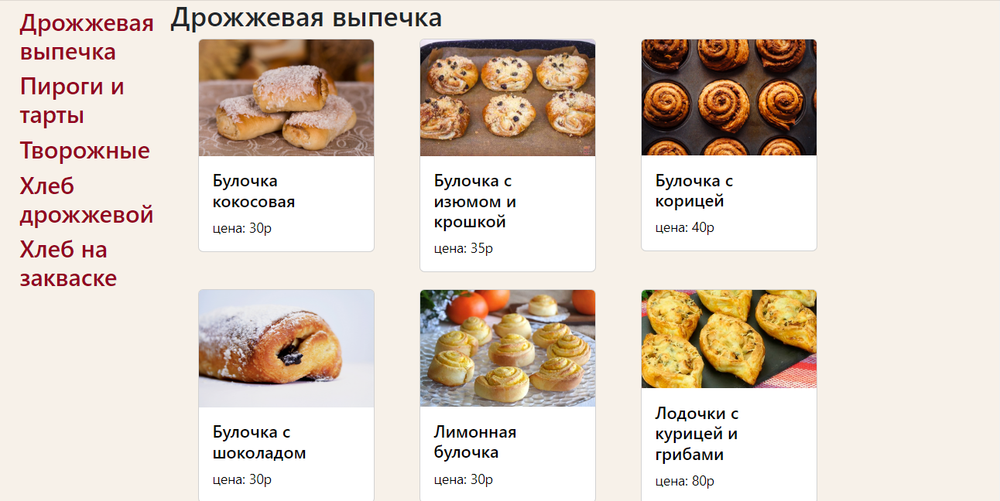 Дрожжевая
выпечка
Пироги и
тарты
Творожные
Хлеб
дрожжевой
Хлеб на
закваске
Дрожжевая выпечка
Булочка
кокосовая
цена: 30р
Булочка с
изюмом и
крошкой
цена: 35р
Булочка с
корицей
цена: 40р
Булочка с
шоколадом
цена: 30р
Лимонная
булочка
цена: 30р
Лодочки с
курицей и
грибами
цена: 80р